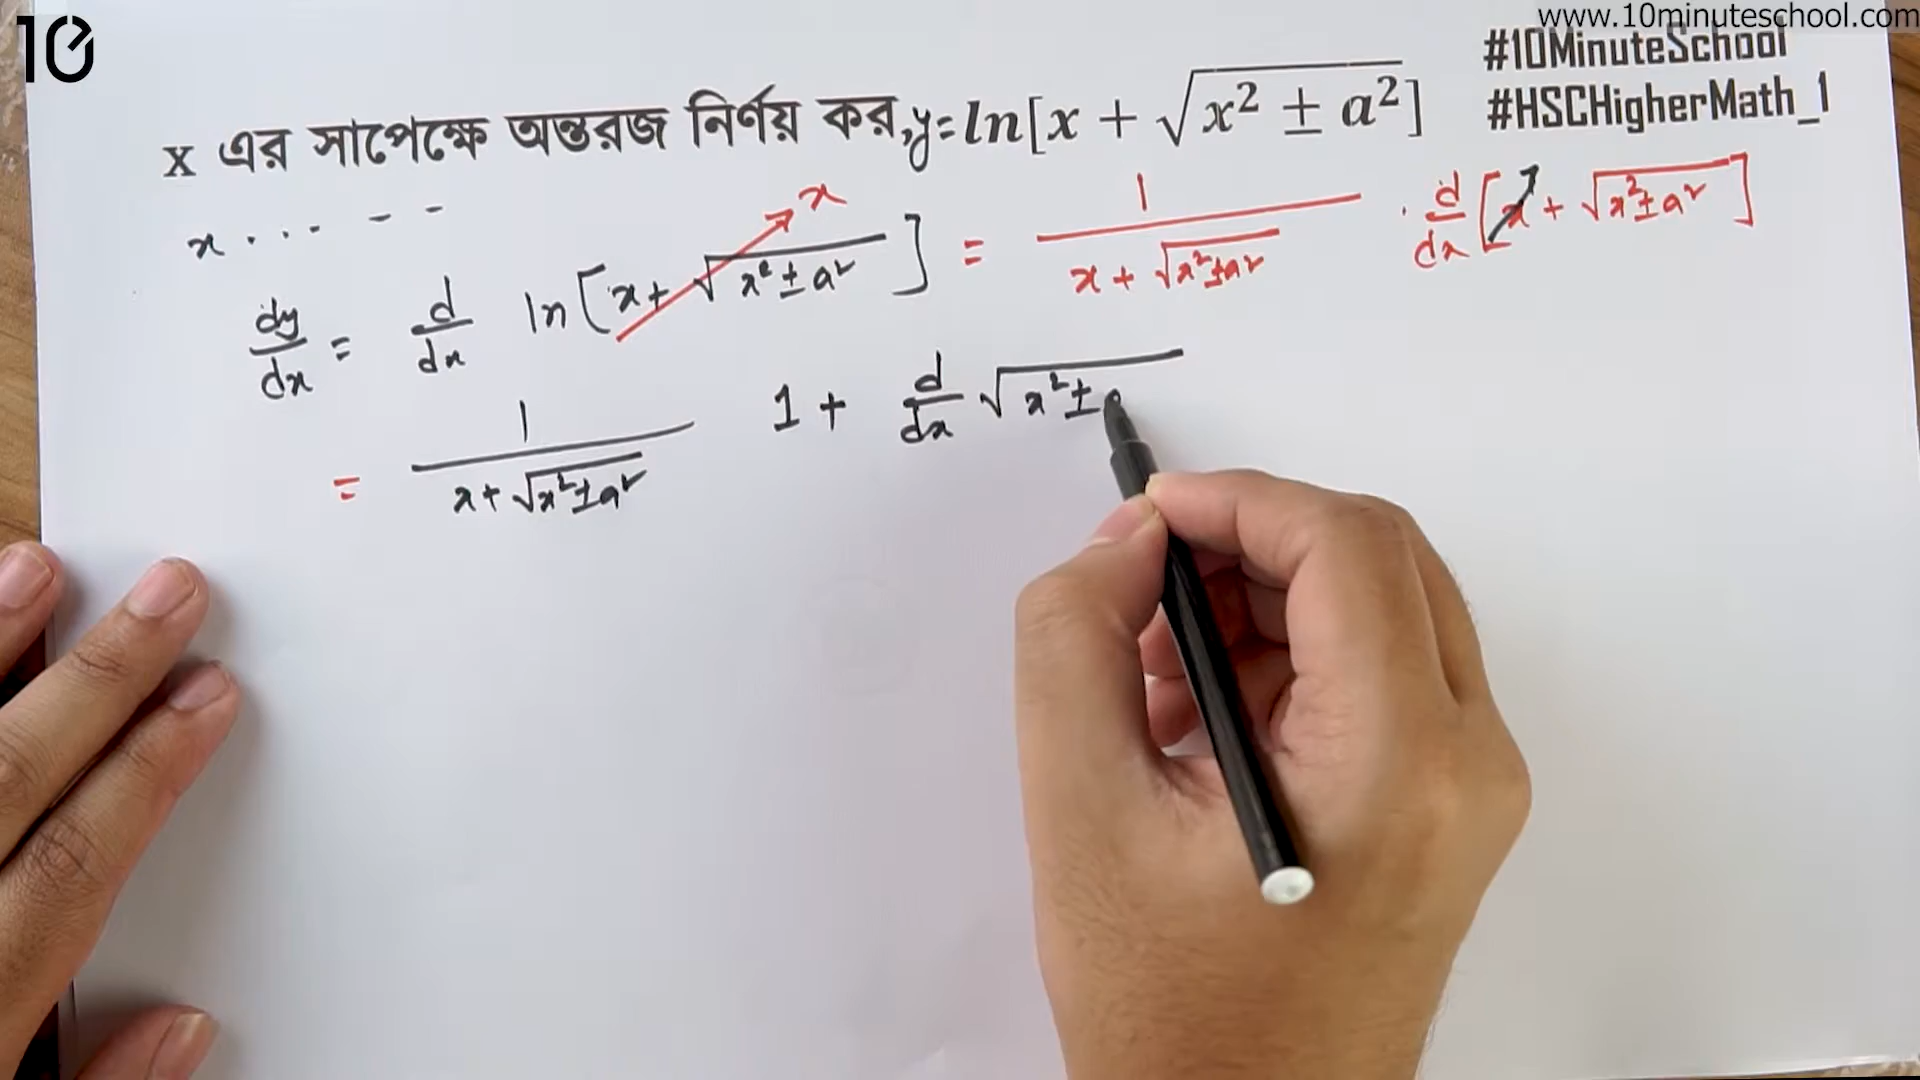 10
www.10minuteschool.com
#10MinuteSchool
#HSCHigherMath_1
x এর সাপেক্ষে অন্তরজ নির্ণয় কর, y = ln[x + √(x² ± a²)]
x . . . - -
dy/dx = d/dx ln[x + √(x² ± a²)] → x = 1/(x + √(x² ± a²)) · d/dx [x + √(x² ± a²)]
= 1/(x + √(x² ± a²)) 1 + d/dx √(x² ±